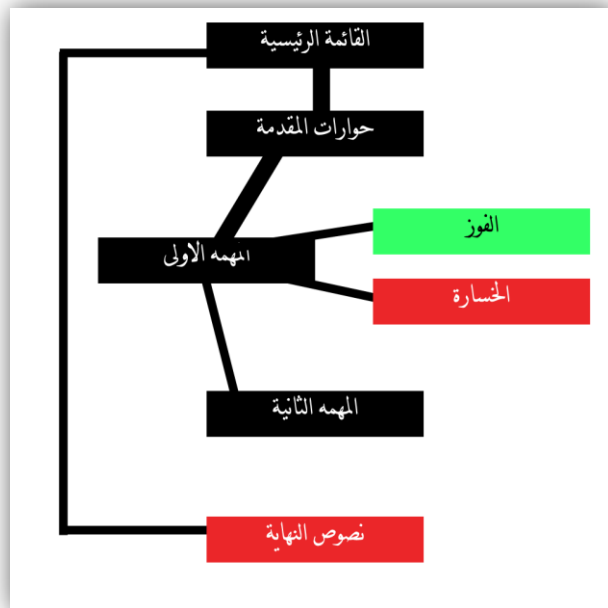 القائمة الرئيسية
حوارات المقدمة
الفوز
المهمه الاولى
الخسارة
المهمه الثانية
نصوص النهاية